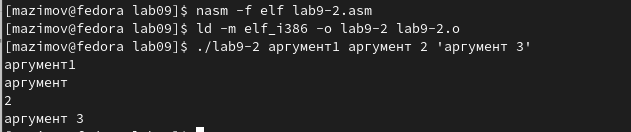 [mazimov@fedora lab09]$ nasm -f elf lab9-2.asm
[mazimov@fedora lab09]$ ld -m elf_i386 -o lab9-2 lab9-2.o
[mazimov@fedora lab09]$ ./lab9-2 аргумент1 аргумент 2 'аргумент 3'
аргумент1
аргумент
2
аргумент 3